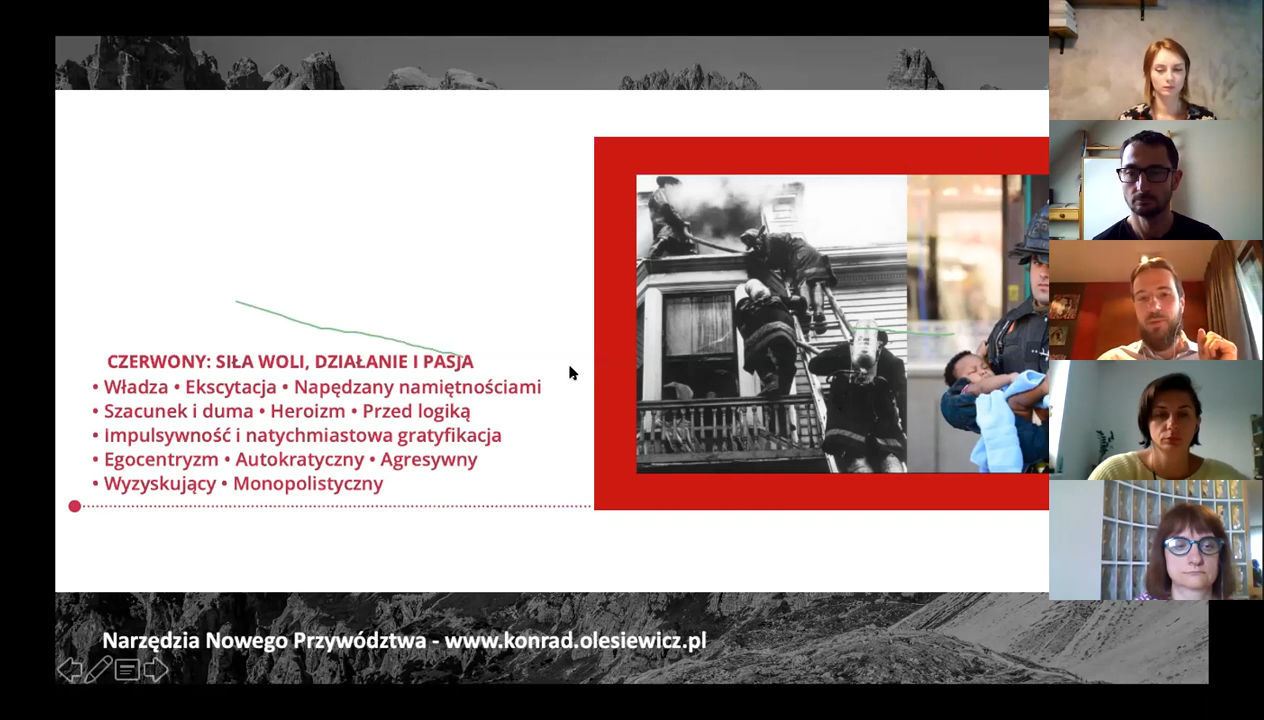 CZERWONY: SIŁA WOLI, DZIAŁANIE I PASJA
• Władza • Ekscytacja • Napędzany namiętnościami
• Szacunek i duma • Heroizm • Przed logiką
• Impulsywność i natychmiastowa gratyfikacja
• Egocentryzm • Autokratyczny • Agresywny
• Wyzyskujący • Monopolistyczny
Narzędzia Nowego Przywództwa - www.konrad.olesiewicz.pl